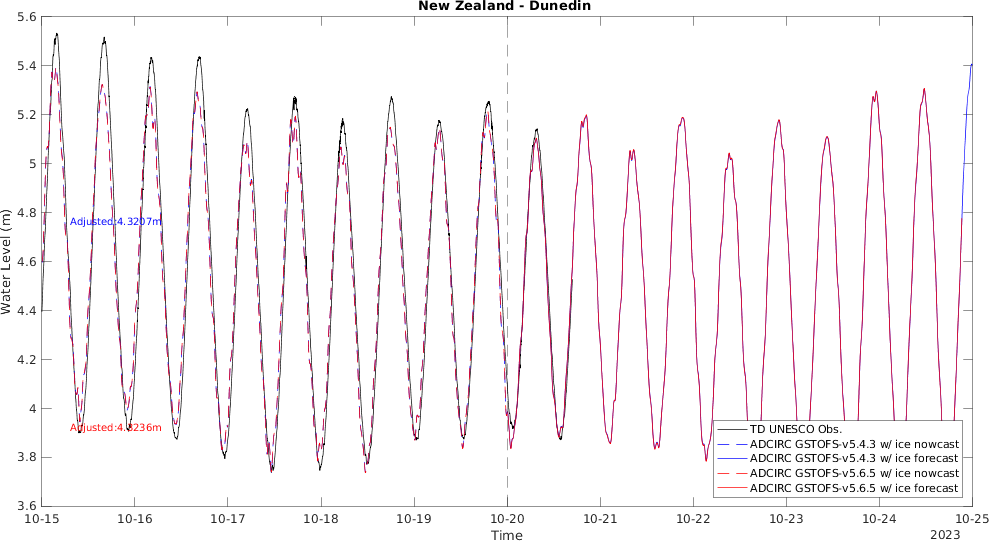 New Zealand - Dunedin
Water Level (m)
5.6
5.4
5.2
5
4.8
4.6
4.4
4.2
4
3.8
3.6
Adjusted:4.3207m
Adjusted:4.3236m
TD UNESCO Obs.
ADCIRC GSTOFS-v5.4.3 w/ ice nowcast
ADCIRC GSTOFS-v5.4.3 w/ ice forecast
ADCIRC GSTOFS-v5.6.5 w/ ice nowcast
ADCIRC GSTOFS-v5.6.5 w/ ice forecast
10-15 10-16 10-17 10-18 10-19 10-20 10-21 10-22 10-23 10-24 10-25
Time
2023